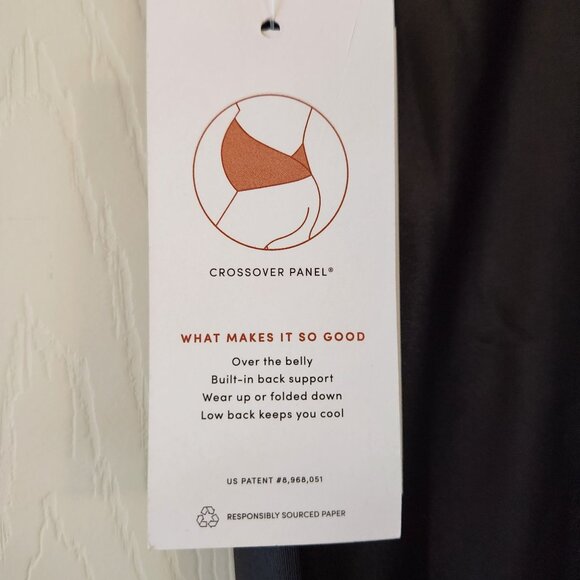 CROSSOVER PANEL®
WHAT MAKES IT SO GOOD
Over the belly
Built-in back support
Wear up or folded down
Low back keeps you cool
US PATENT #8,968,051
RESPONSIBLY SOURCED PAPER